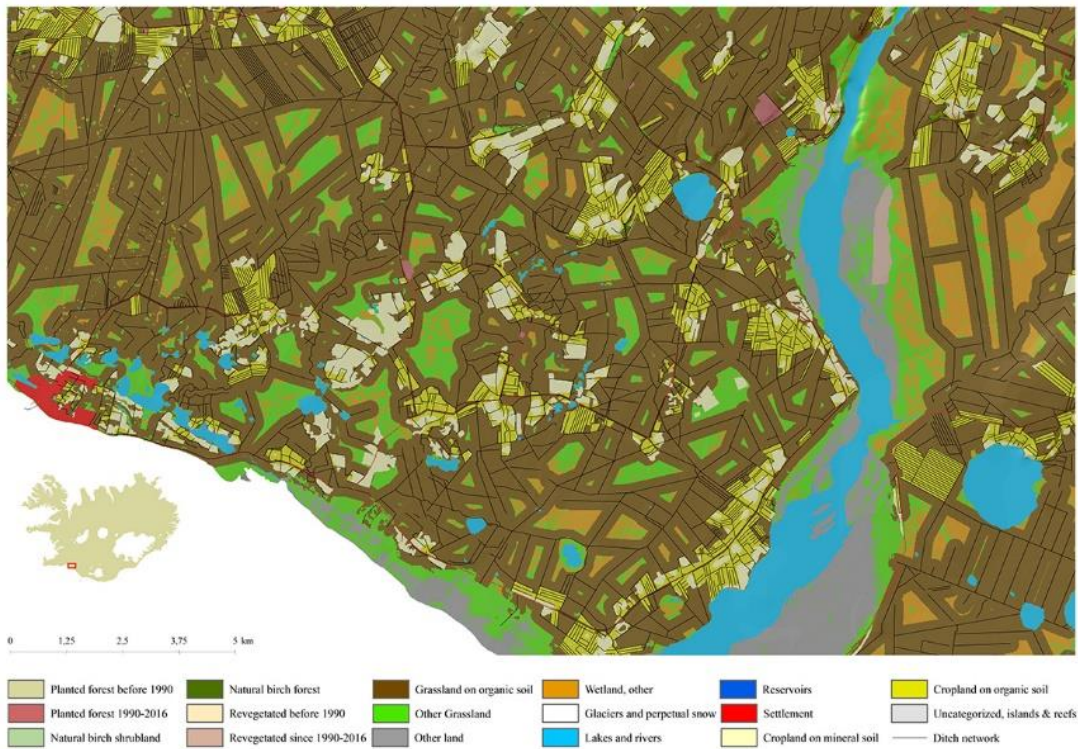 0 1,25 2,5 3,75 5 km
Planted forest before 1990 Natural birch forest Grassland on organic soil Wetland, other Reservoirs Cropland on organic soil
Planted forest 1990-2016 Revegetated before 1990 Other Grassland Glaciers and perpetual snow Settlement Uncategorized, islands & reefs
Natural birch shrubland Revegetated since 1990-2016 Other land Lakes and rivers Cropland on mineral soil Ditch network